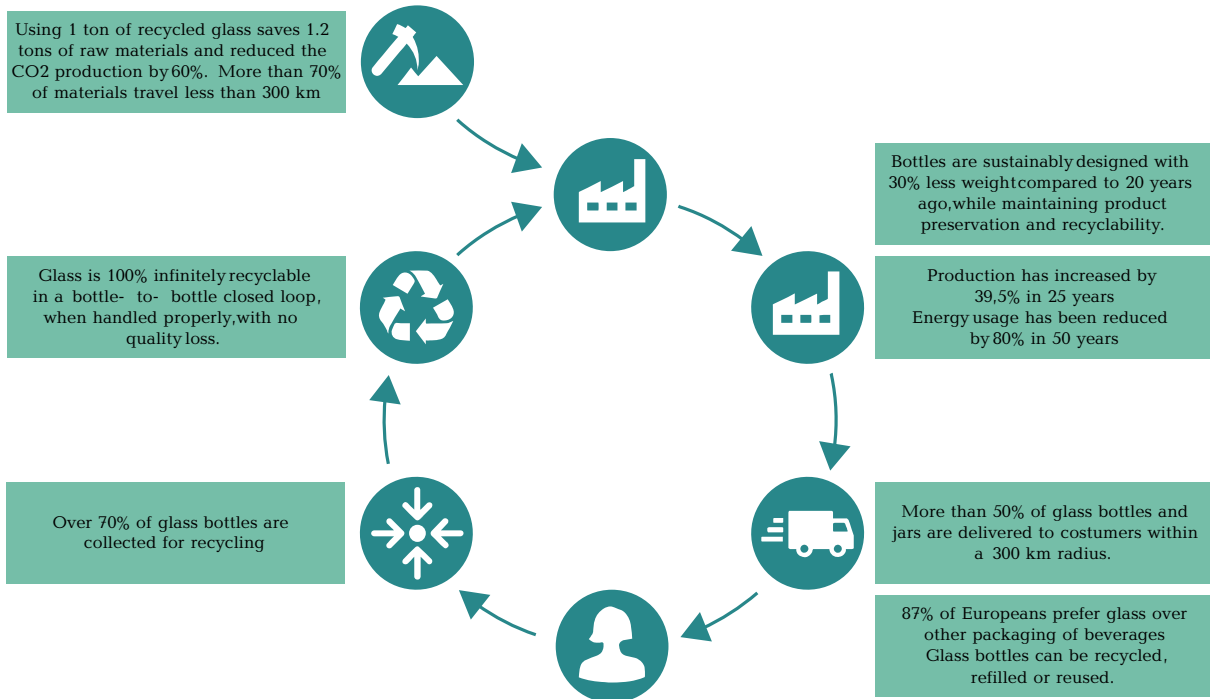 Using 1 ton of recycled glass saves 1.2
tons of raw materials and reduced the
CO2 production by 60%. More than 70%
of materials travel less than 300 km
Bottles are sustainably designed with
30% less weight compared to 20 years
ago, while maintaining product
preservation and recyclability.
Glass is 100% infinitely recyclable
in a bottle- to- bottle closed loop,
when handled properly, with no
quality loss.
Production has increased by
39,5% in 25 years
Energy usage has been reduced
by 80% in 50 years
Over 70% of glass bottles are
collected for recycling
More than 50% of glass bottles and
jars are delivered to costumers within
a 300 km radius.
87% of Europeans prefer glass over
other packaging of beverages
Glass bottles can be recycled,
refilled or reused.